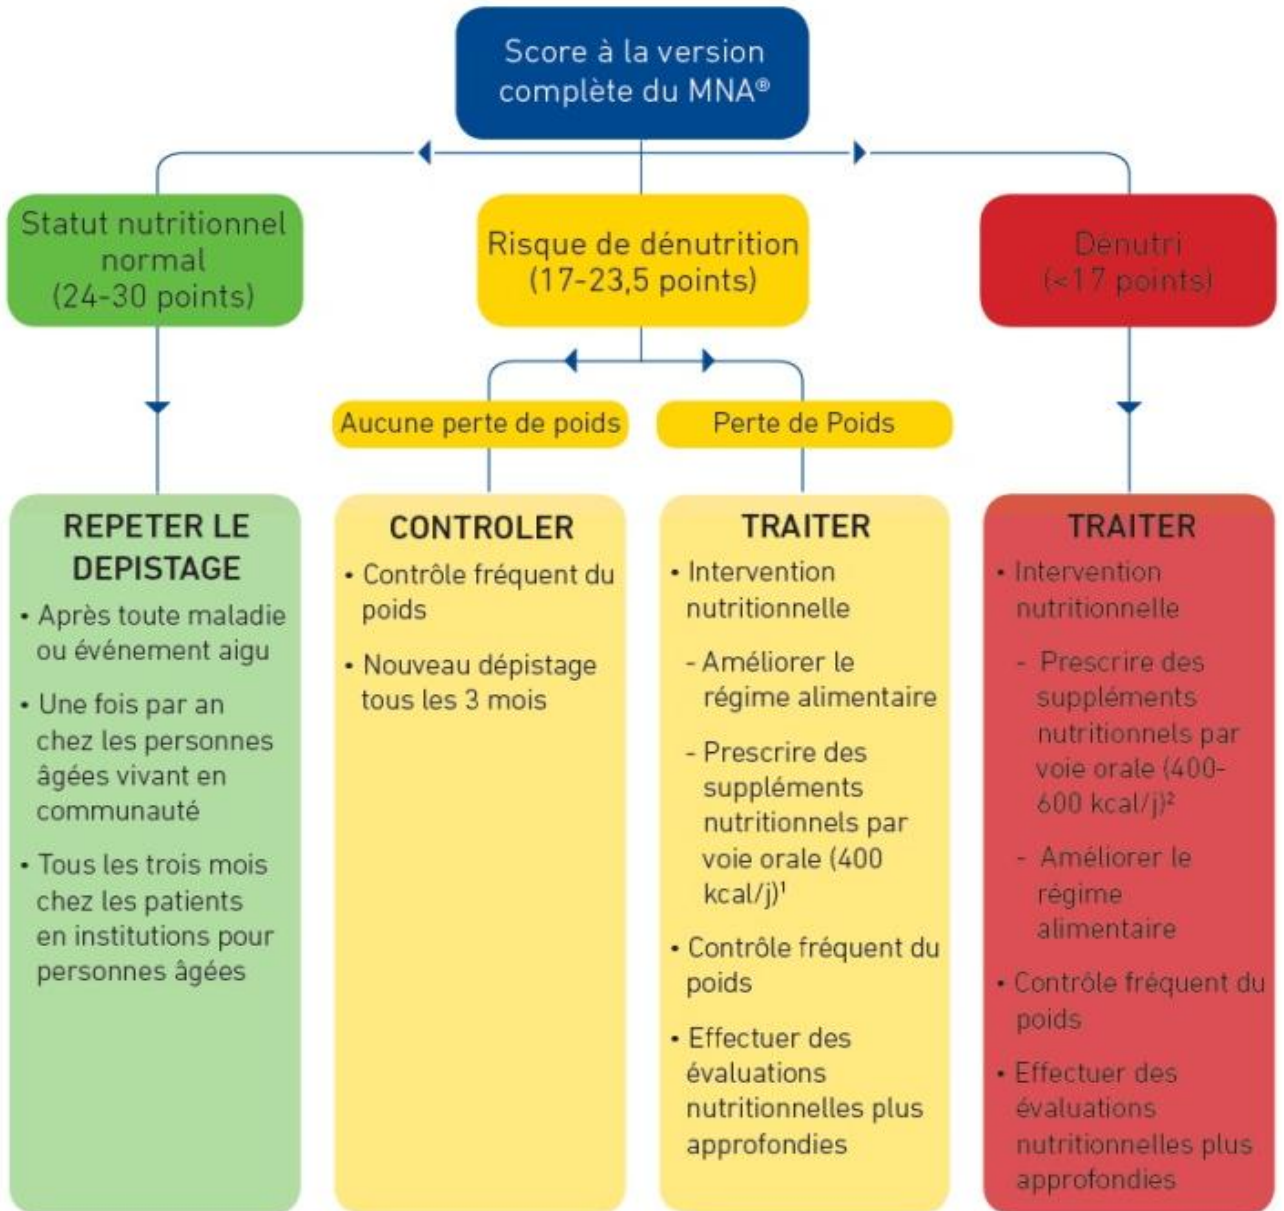 Score à la version
complète du MNA®
Statut nutritionnel
normal
(24-30 points)
Risque de dénutrition
(17-23,5 points)
Dénutri
(<17 points)
Aucune perte de poids
Perte de Poids
REPETER LE
DEPISTAGE
• Après toute maladie
ou événement aigu
• Une fois par an
chez les personnes
âgées vivant en
communauté
• Tous les trois mois
chez les patients
en institutions pour
personnes âgées
CONTROLER
• Contrôle fréquent du
poids
• Nouveau dépistage
tous les 3 mois
TRAITER
• Intervention
nutritionnelle
- Améliorer le
régime alimentaire
- Prescrire des
suppléments
nutritionnels par
voie orale (400
kcal/j)¹
• Contrôle fréquent du
poids
• Effectuer des
évaluations
nutritionnelles plus
approfondies
TRAITER
• Intervention
nutritionnelle
- Prescrire des
suppléments
nutritionnels par
voie orale (400-
600 kcal/j)²
- Améliorer le
régime
alimentaire
• Contrôle fréquent du
poids
• Effectuer des
évaluations
nutritionnelles plus
approfondies